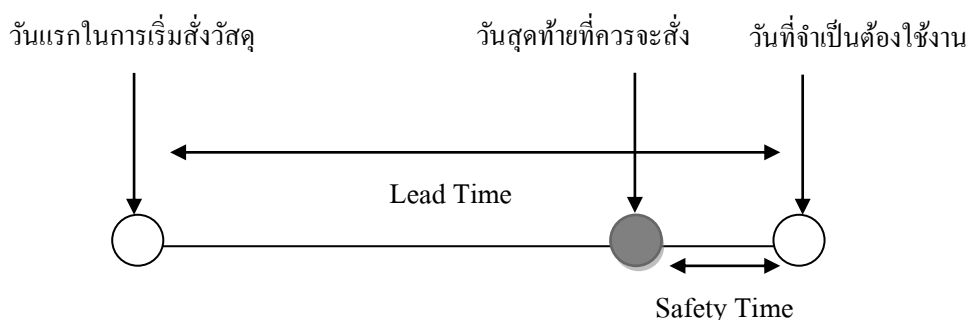 วันแรกในการเริ่มสั่งวัสดุ
วันสุดท้ายที่ควรจะสั่ง
วันที่จำเป็นต้องใช้งาน
Lead Time
Safety Time